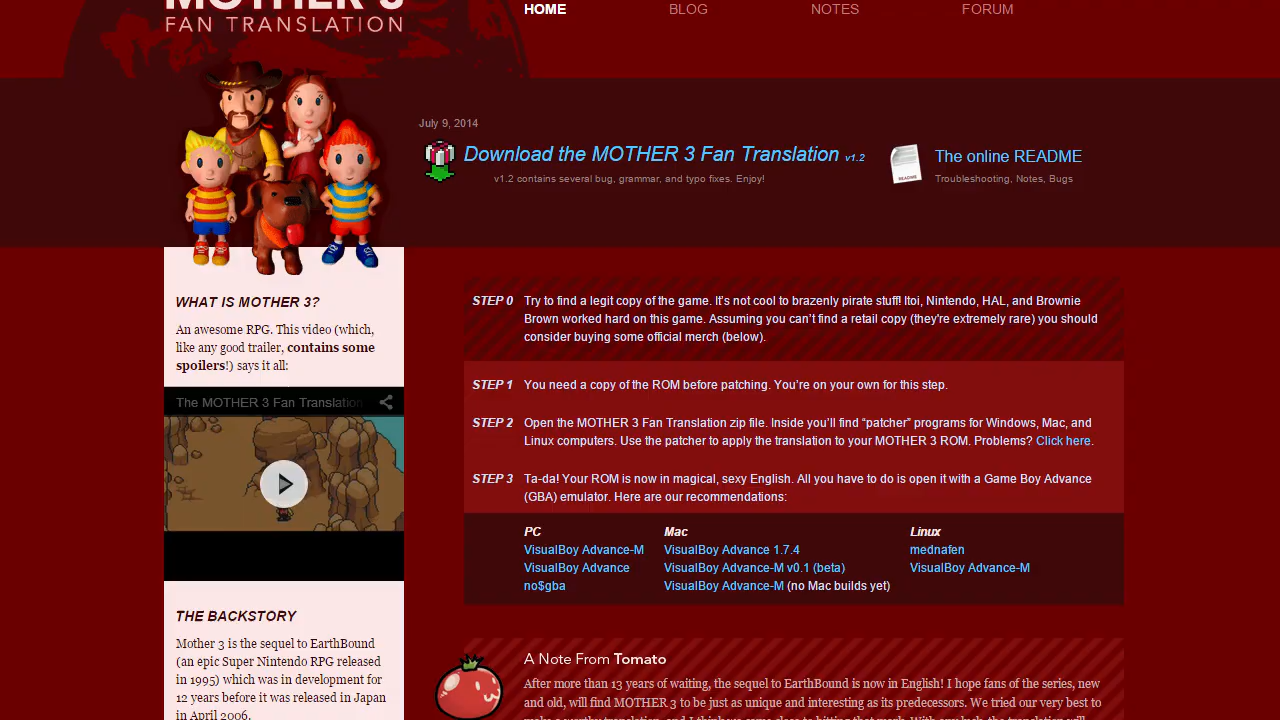 MOTHER 3
FAN TRANSLATION
HOME
BLOG
NOTES
FORUM
July 9, 2014
Download the MOTHER 3 Fan Translation v1.2
v1.2 contains several bug, grammar, and typo fixes. Enjoy!
README
The online README
Troubleshooting, Notes, Bugs
WHAT IS MOTHER 3?
An awesome RPG. This video (which,
like any good trailer, contains some
spoilers!) says it all:
The MOTHER 3 Fan Translation
THE BACKSTORY
Mother 3 is the sequel to EarthBound
(an epic Super Nintendo RPG released
in 1995) which was in development for
12 years before it was released in Japan
in April 2006.
STEP 0 Try to find a legit copy of the game. It's not cool to brazenly pirate stuff! Itoi, Nintendo, HAL, and Brownie
Brown worked hard on this game. Assuming you can't find a retail copy (they're extremely rare) you should
consider buying some official merch (below).
STEP 1 You need a copy of the ROM before patching. You're on your own for this step.
STEP 2 Open the MOTHER 3 Fan Translation zip file. Inside you'll find “patcher” programs for Windows, Mac, and
Linux computers. Use the patcher to apply the translation to your MOTHER 3 ROM. Problems? Click here.
STEP 3 Ta-da! Your ROM is now in magical, sexy English. All you have to do is open it with a Game Boy Advance
(GBA) emulator. Here are our recommendations:
PC
VisualBoy Advance-M
VisualBoy Advance
no$gba
Mac
VisualBoy Advance 1.7.4
VisualBoy Advance-M v0.1 (beta)
VisualBoy Advance-M (no Mac builds yet)
Linux
mednafen
VisualBoy Advance-M
A Note From Tomato
After more than 13 years of waiting, the sequel to EarthBound is now in English! I hope fans of the series, new
and old, will find MOTHER 3 to be just as unique and interesting as its predecessors. We tried our very best to